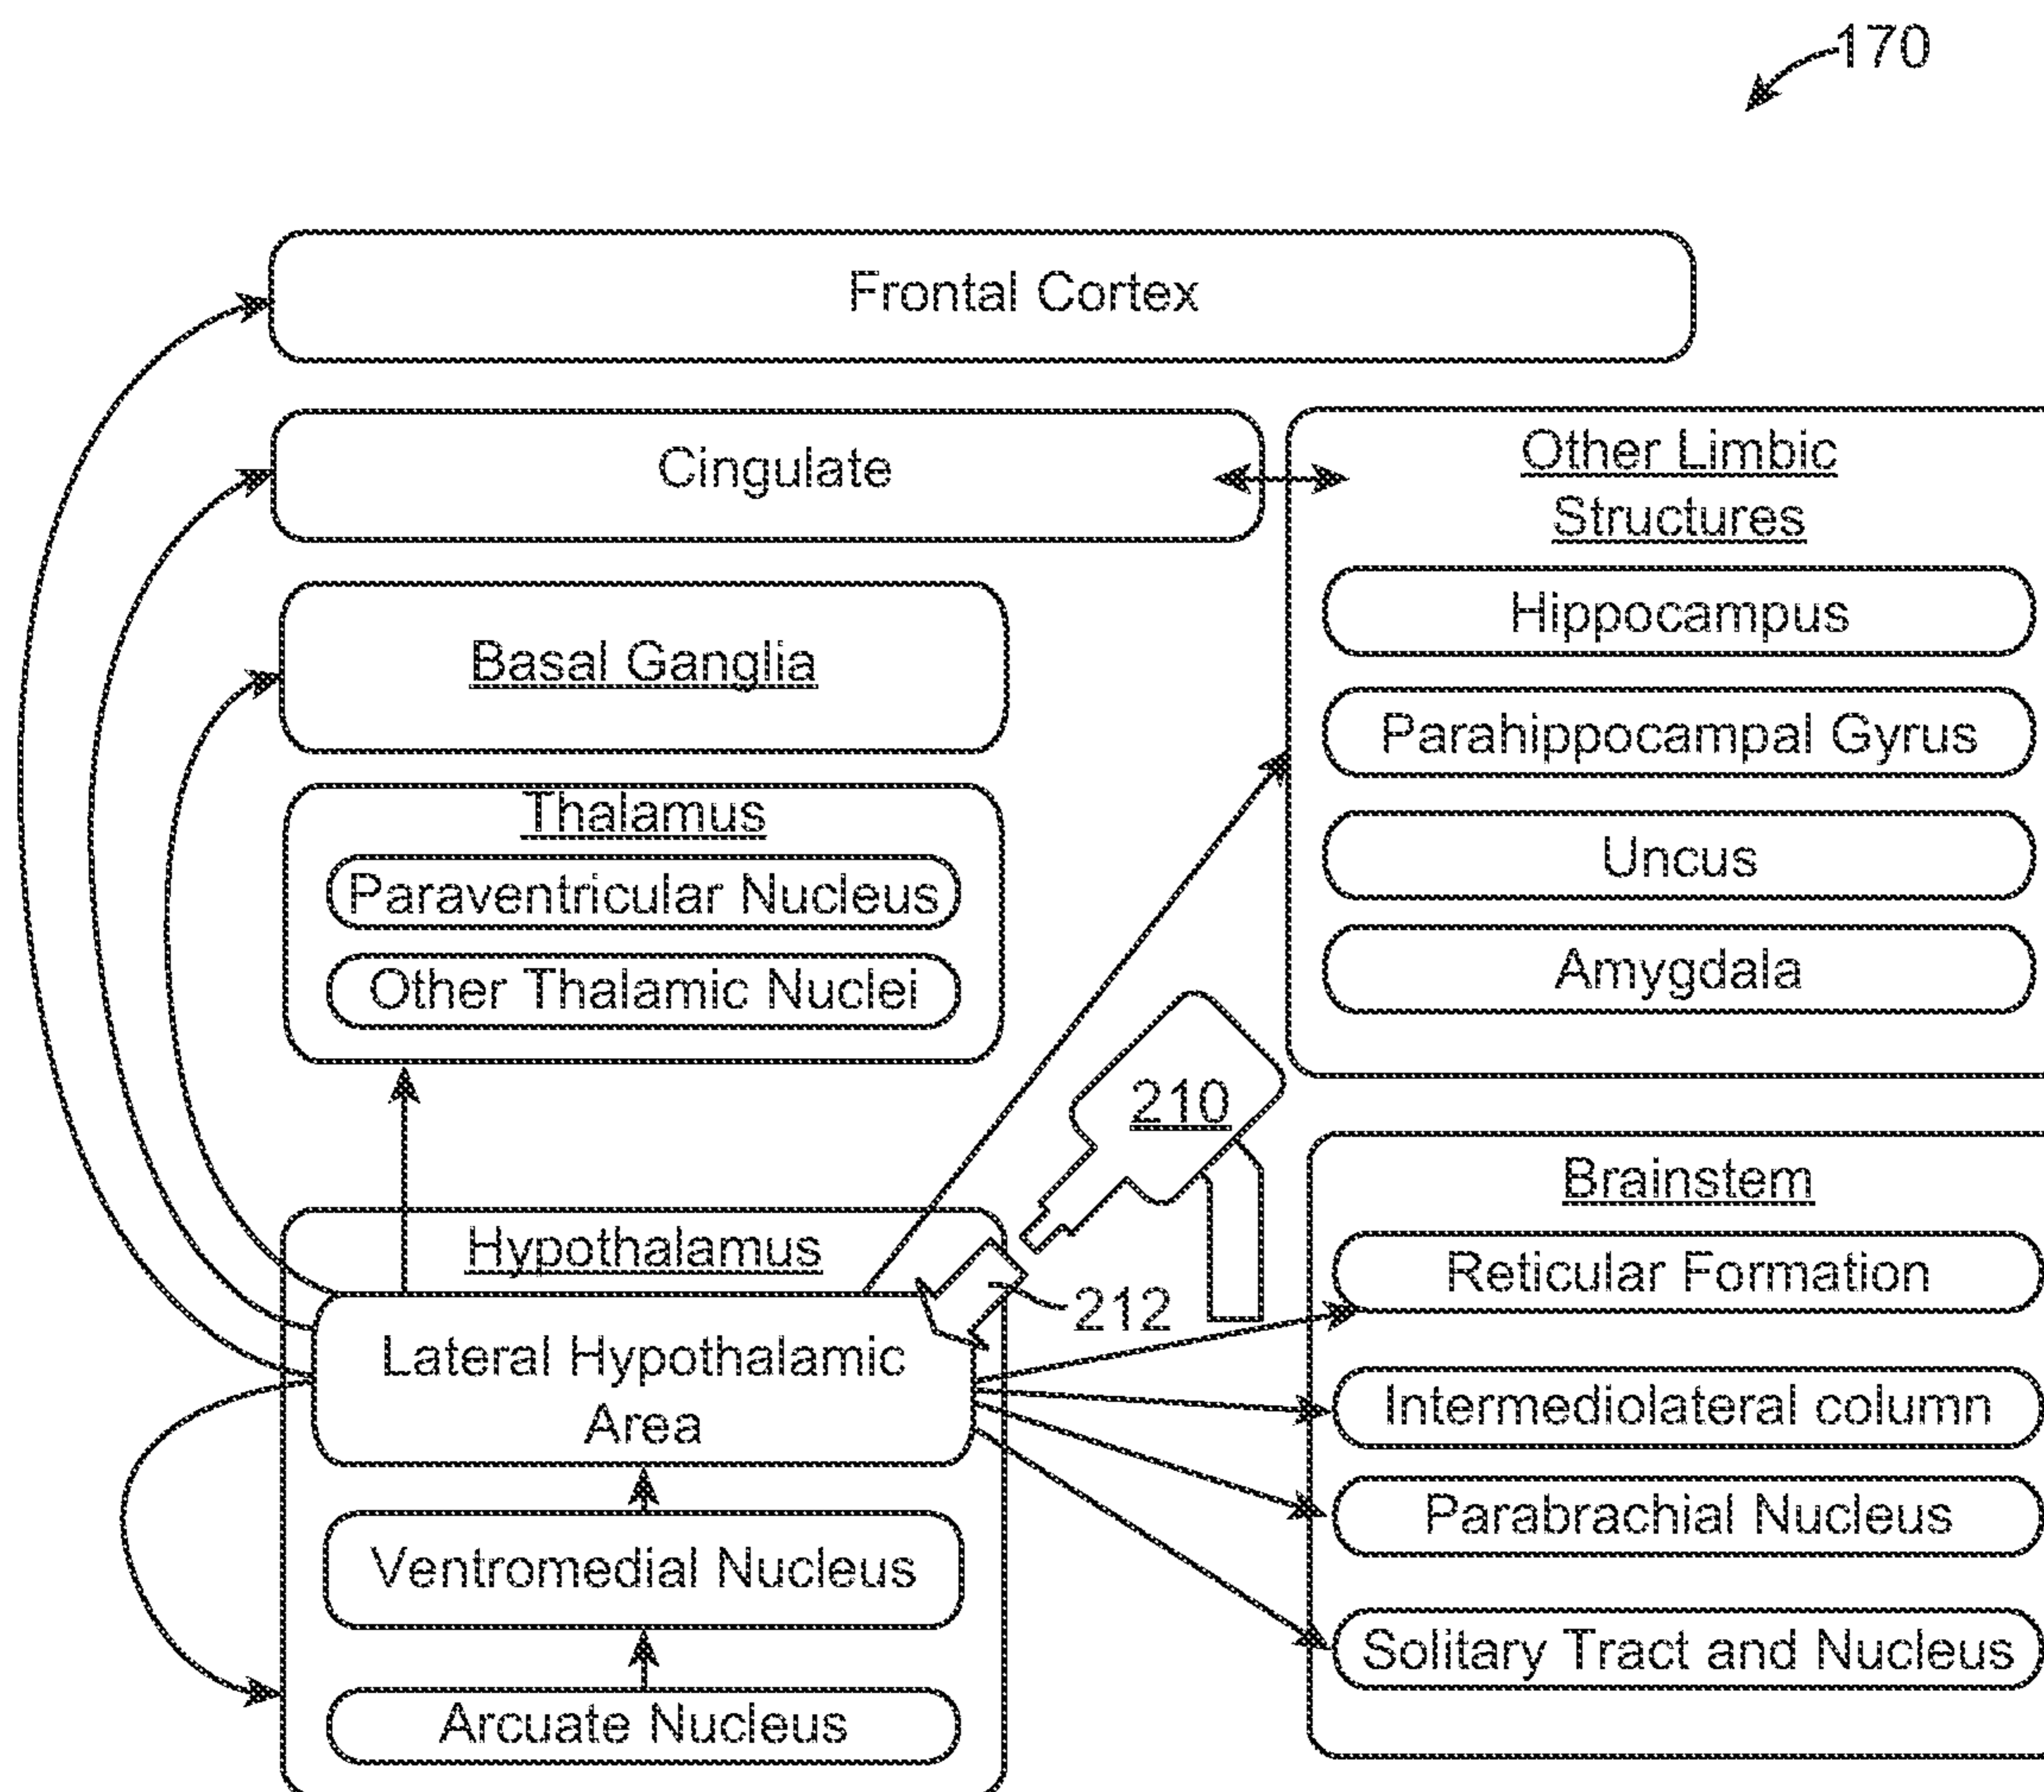 170
Frontal Cortex
Cingulate
Other Limbic
Structures
Hippocampus
Parahippocampal Gyrus
Uncus
Amygdala
Basal Ganglia
Thalamus
Paraventricular Nucleus
Other Thalamic Nuclei
210
212
Hypothalamus
Lateral Hypothalamic
Area
Ventromedial Nucleus
Arcuate Nucleus
Brainstem
Reticular Formation
Intermediolateral column
Parabrachial Nucleus
Solitary Tract and Nucleus